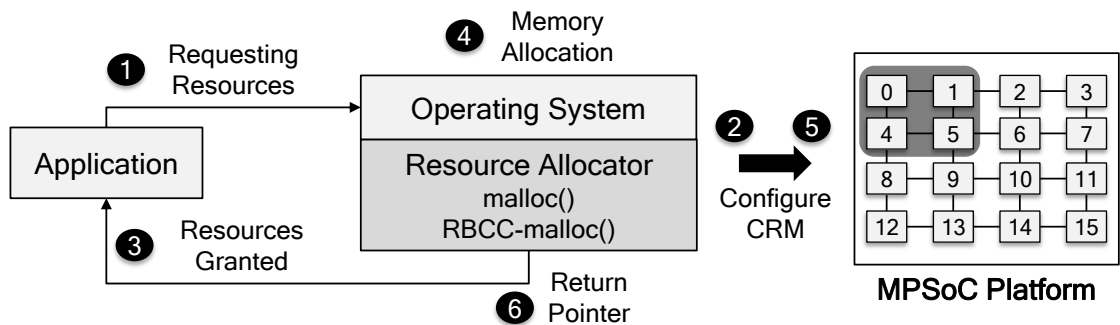 1
Requesting
Resources
4
Memory
Allocation
Application
Operating System
Resource Allocator
malloc()
RBCC-malloc()
3
Resources
Granted
6
Return
Pointer
2 5
Configure
CRM
0 1 2 3
4 5 6 7
8 9 10 11
12 13 14 15
MPSoC Platform